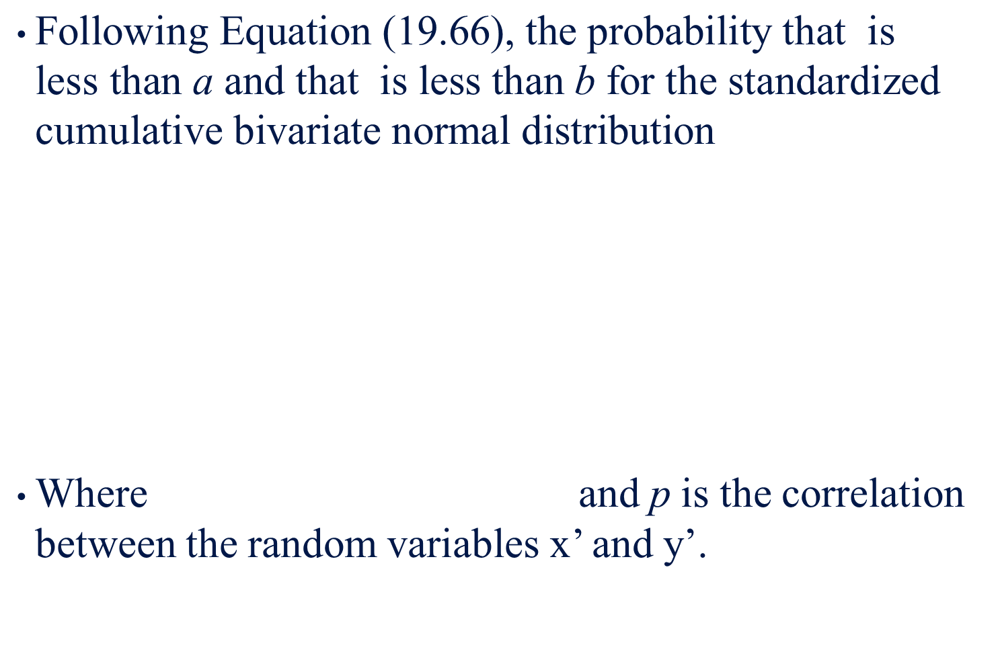 • Following Equation (19.66), the probability that  is
less than a and that  is less than b for the standardized
cumulative bivariate normal distribution
• Where and p is the correlation
between the random variables x’ and y’.